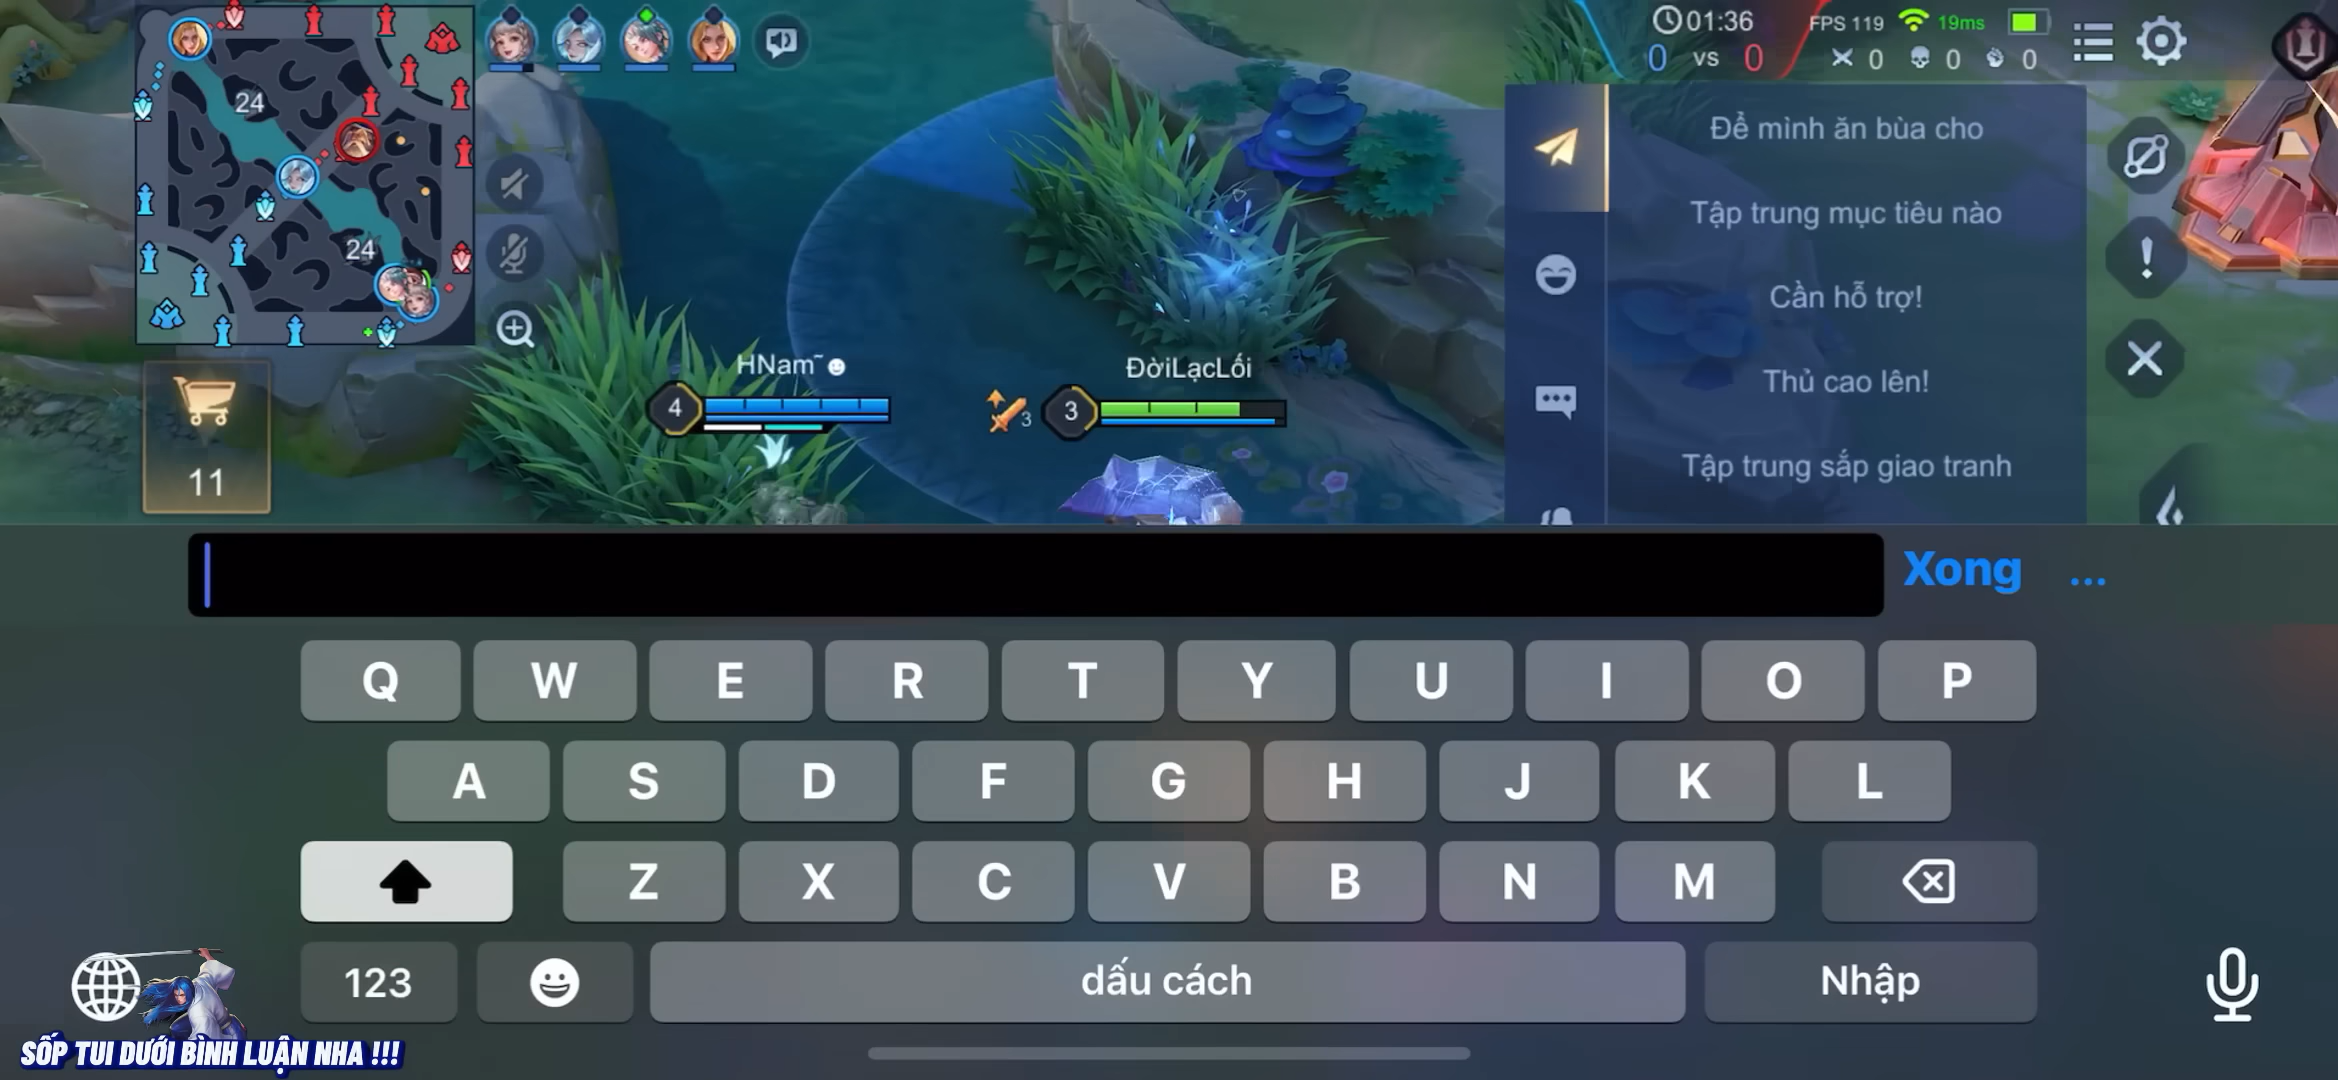 24
24
11
01:36
FPS 119
19ms
0 vs 0
0
0
0
HNam~☻
4
ĐờiLạcLối
3
3
Để mình ăn bùa cho
Tập trung mục tiêu nào
Cần hỗ trợ!
Thủ cao lên!
Tập trung sắp giao tranh
Xong ...
Q W E R T Y U I O P
A S D F G H J K L
Z X C V B N M
123
dấu cách
Nhập
SỐP TUI DƯỚI BÌNH LUẬN NHA !!!